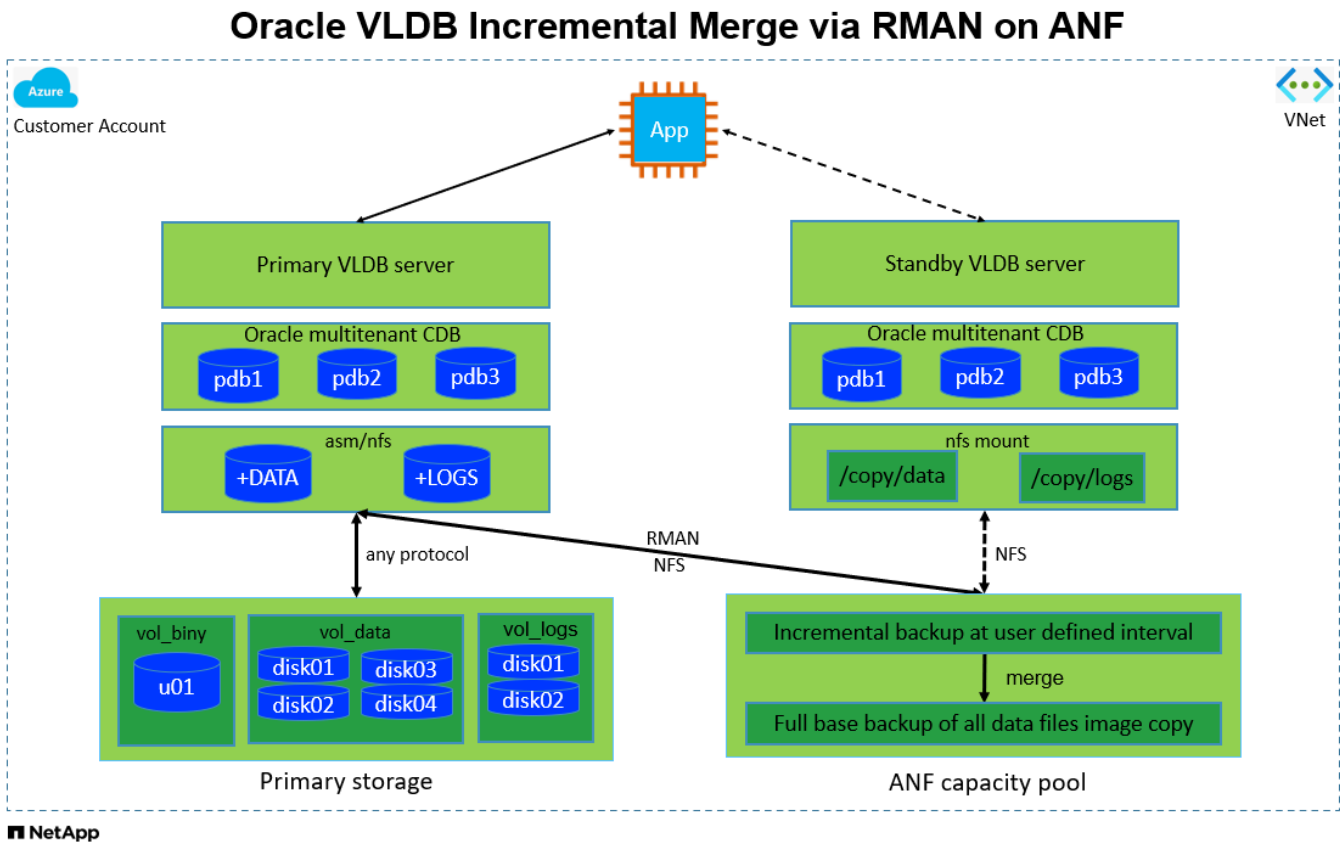 Oracle VLDB Incremental Merge via RMAN on ANF
Azure
Customer Account
VNet
App
Primary VLDB server
Standby VLDB server
Oracle multitenant CDB
pdb1
pdb2
pdb3
Oracle multitenant CDB
pdb1
pdb2
pdb3
asm/nfs
+DATA
+LOGS
nfs mount
/copy/data
/copy/logs
any protocol
RMAN
NFS
NFS
vol_biny
u01
vol_data
disk01
disk03
disk02
disk04
vol_logs
disk01
disk02
Primary storage
Incremental backup at user defined interval
merge
Full base backup of all data files image copy
ANF capacity pool
NetApp